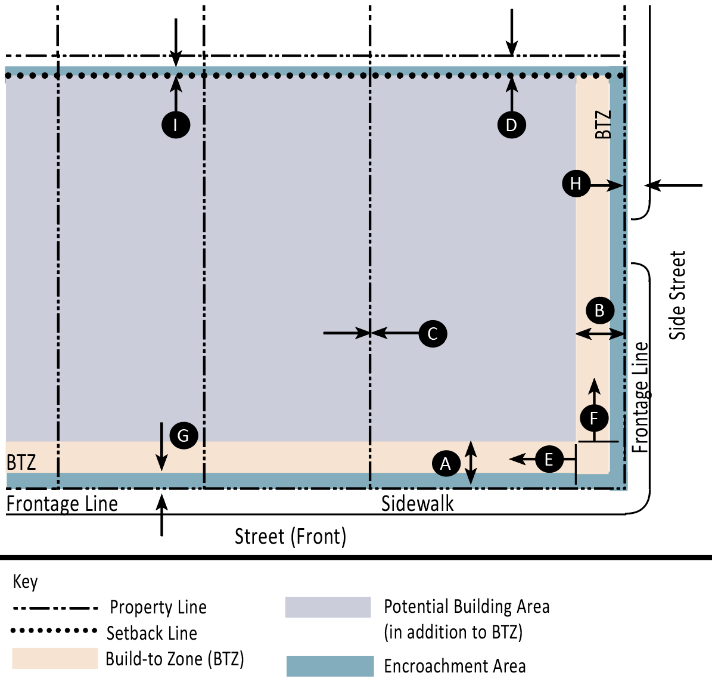 I
D
BTZ
H
B
Side Street
C
Frontage Line
F
G
BTZ
A
E
Frontage Line
Sidewalk
Street (Front)
Key
Property Line
Setback Line
Build-to Zone (BTZ)
Potential Building Area
(in addition to BTZ)
Encroachment Area